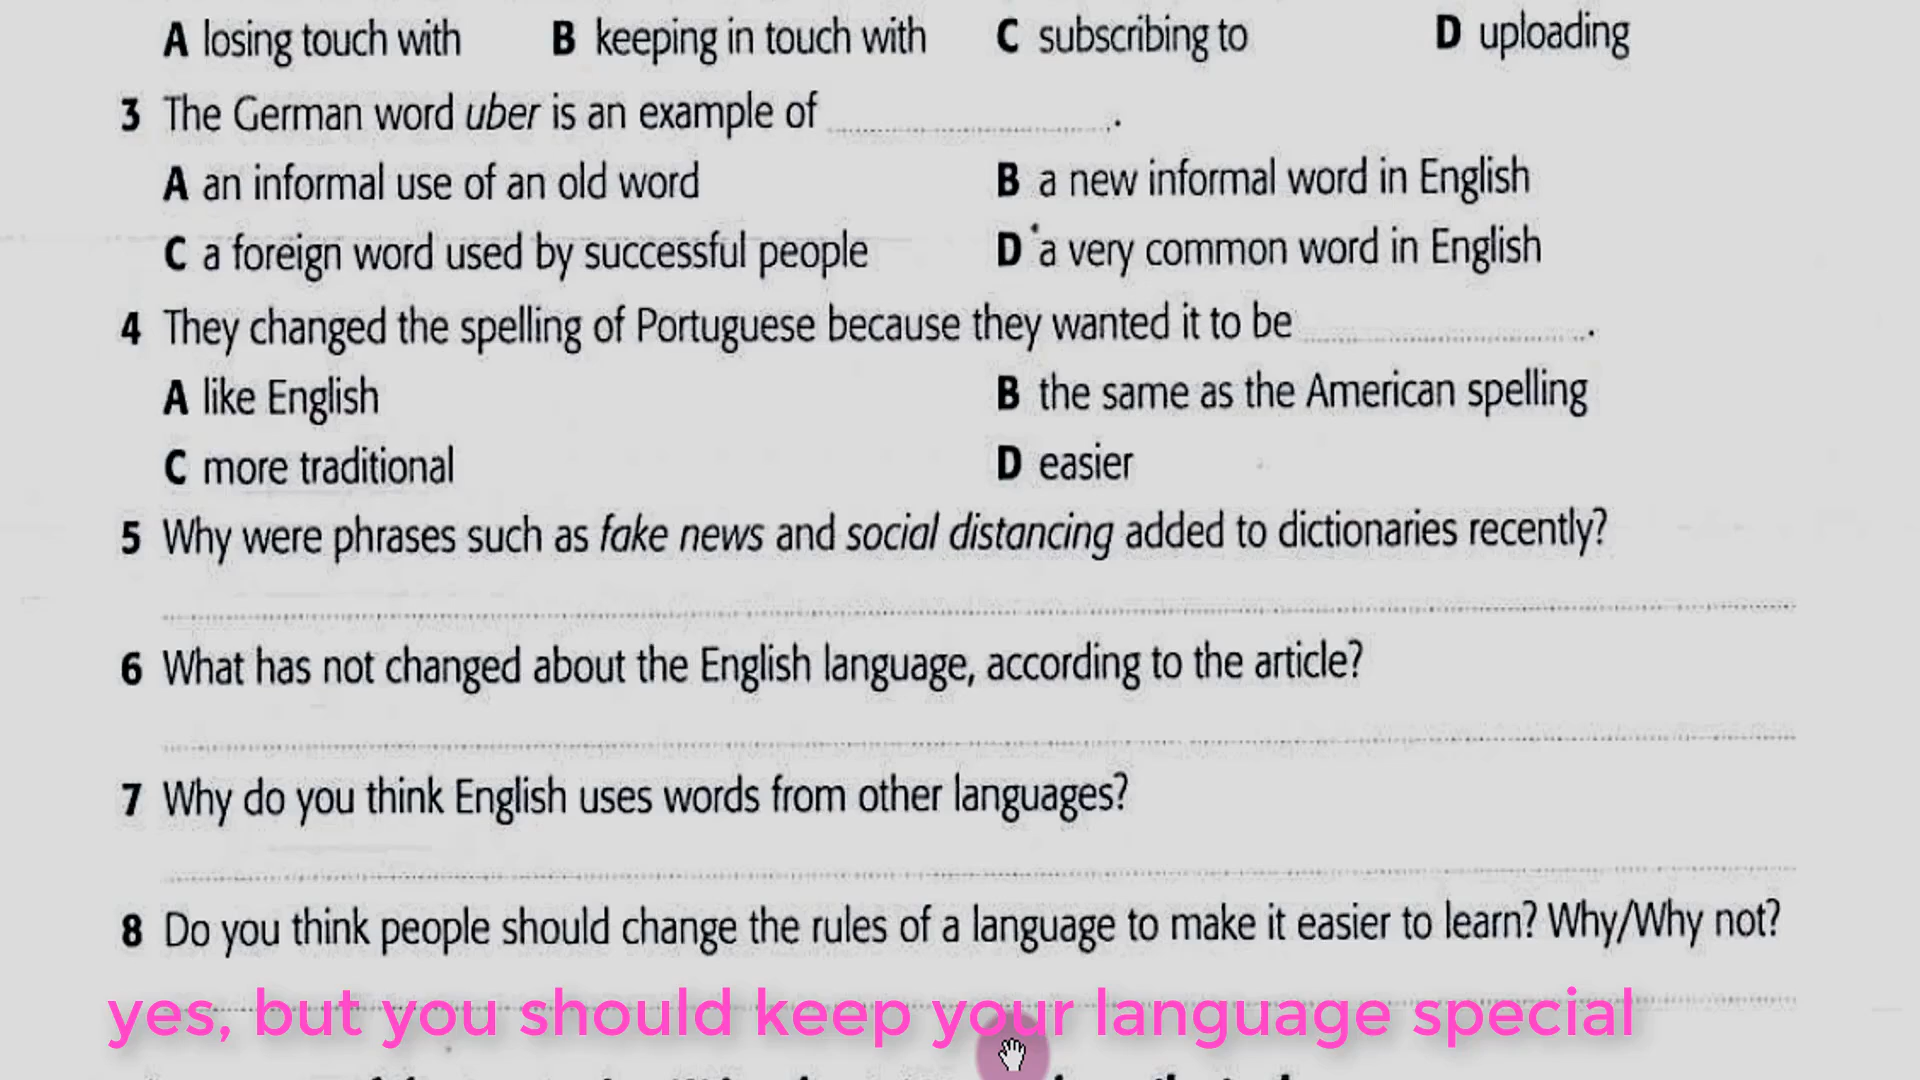 A losing touch with B keeping in touch with C subscribing to D uploading
3 The German word uber is an example of ............................ .
A an informal use of an old word B a new informal word in English
C a foreign word used by successful people D a very common word in English
4 They changed the spelling of Portuguese because they wanted it to be ............................ .
A like English B the same as the American spelling
C more traditional D easier
5 Why were phrases such as fake news and social distancing added to dictionaries recently?
6 What has not changed about the English language, according to the article?
7 Why do you think English uses words from other languages?
8 Do you think people should change the rules of a language to make it easier to learn? Why/Why not?
yes, but you should keep your language special